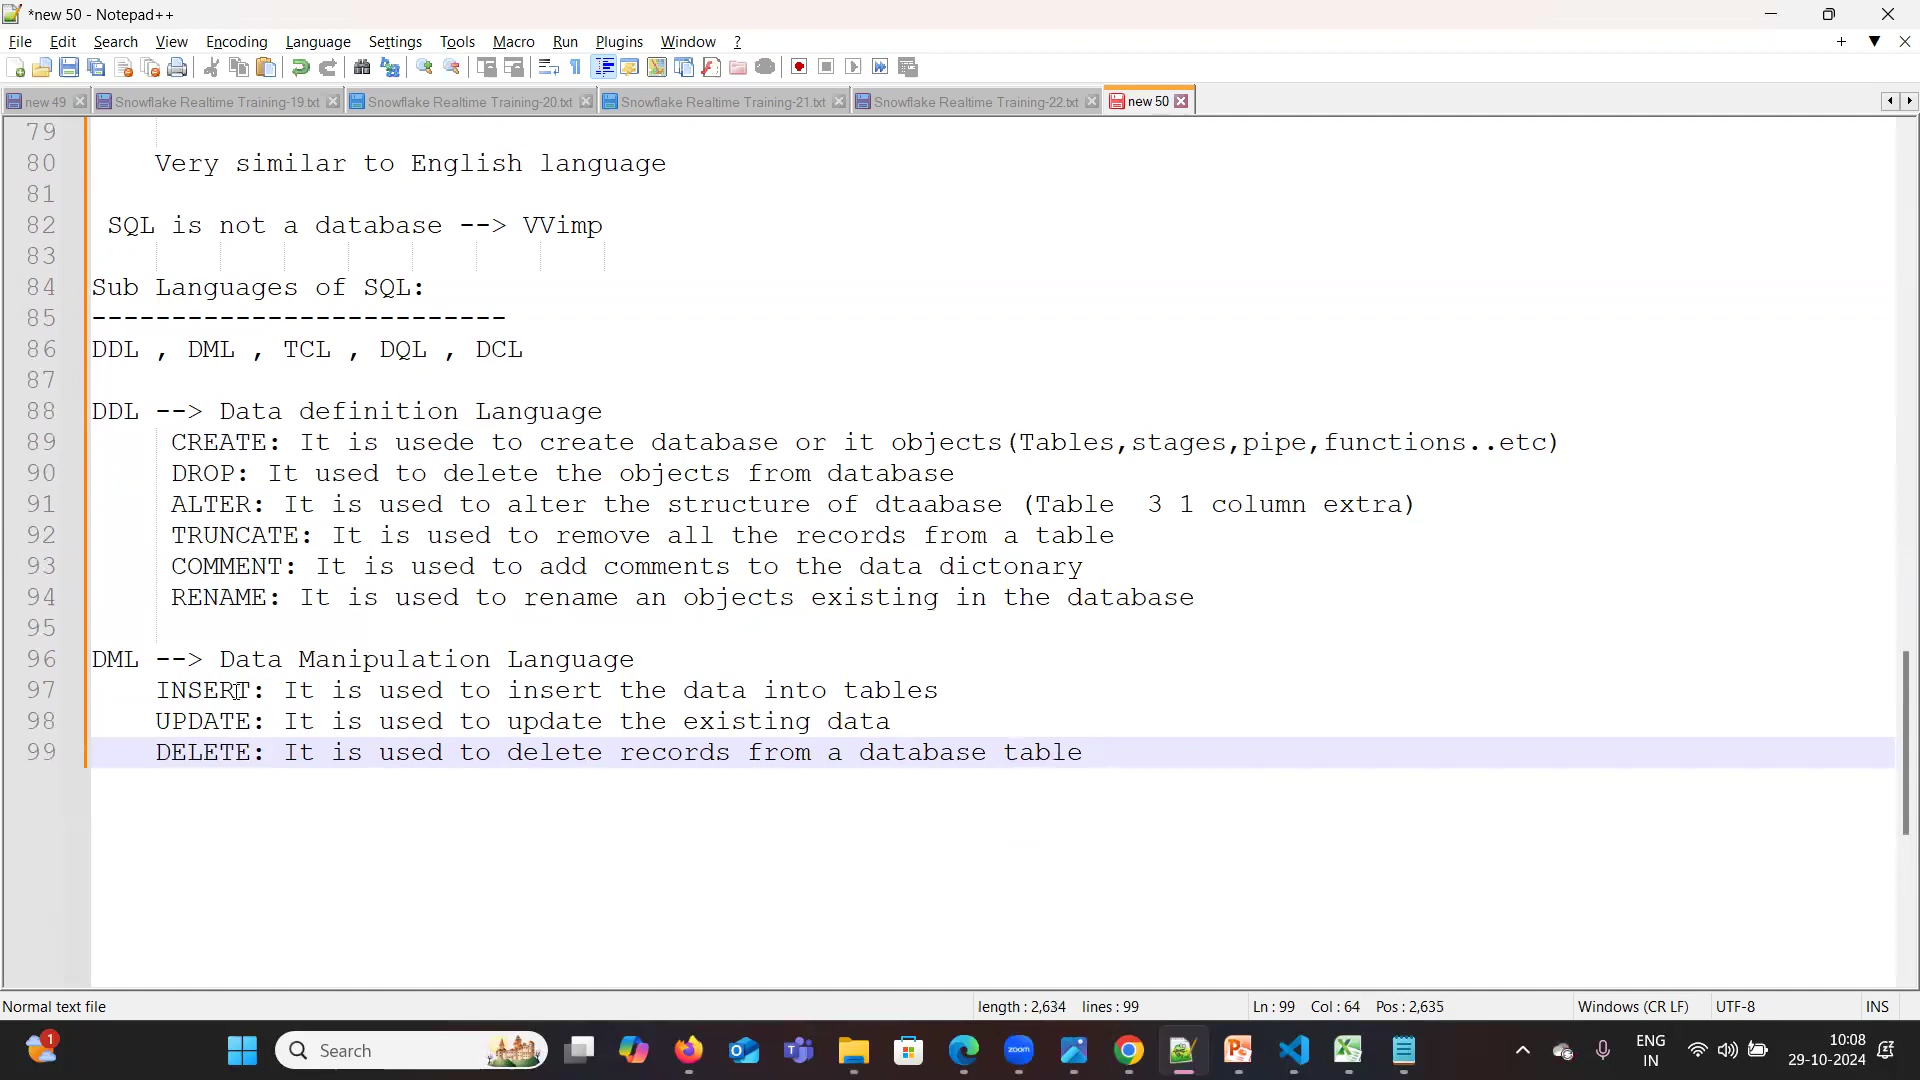 *new 50 - Notepad++
File Edit Search View Encoding Language Settings Tools Macro Run Plugins Window ?
new 49 Snowflake Realtime Training-19.txt Snowflake Realtime Training-20.txt Snowflake Realtime Training-21.txt Snowflake Realtime Training-22.txt new 50
79
80 Very similar to English language
81
82 SQL is not a database --> VVimp
83
84 Sub Languages of SQL:
85 --------------------------
86 DDL , DML , TCL , DQL , DCL
87
88 DDL --> Data definition Language
89 CREATE: It is usede to create database or it objects(Tables,stages,pipe,functions..etc)
90 DROP: It used to delete the objects from database
91 ALTER: It is used to alter the structure of dtaabase (Table  3 1 column extra)
92 TRUNCATE: It is used to remove all the records from a table
93 COMMENT: It is used to add comments to the data dictonary
94 RENAME: It is used to rename an objects existing in the database
95
96 DML --> Data Manipulation Language
97 INSERT: It is used to insert the data into tables
98 UPDATE: It is used to update the existing data
99 DELETE: It is used to delete records from a database table
Normal text file length : 2,634 lines : 99 Ln : 99 Col : 64 Pos : 2,635 Windows (CR LF) UTF-8 INS
1 Search zoom ENG IN 10:08 29-10-2024